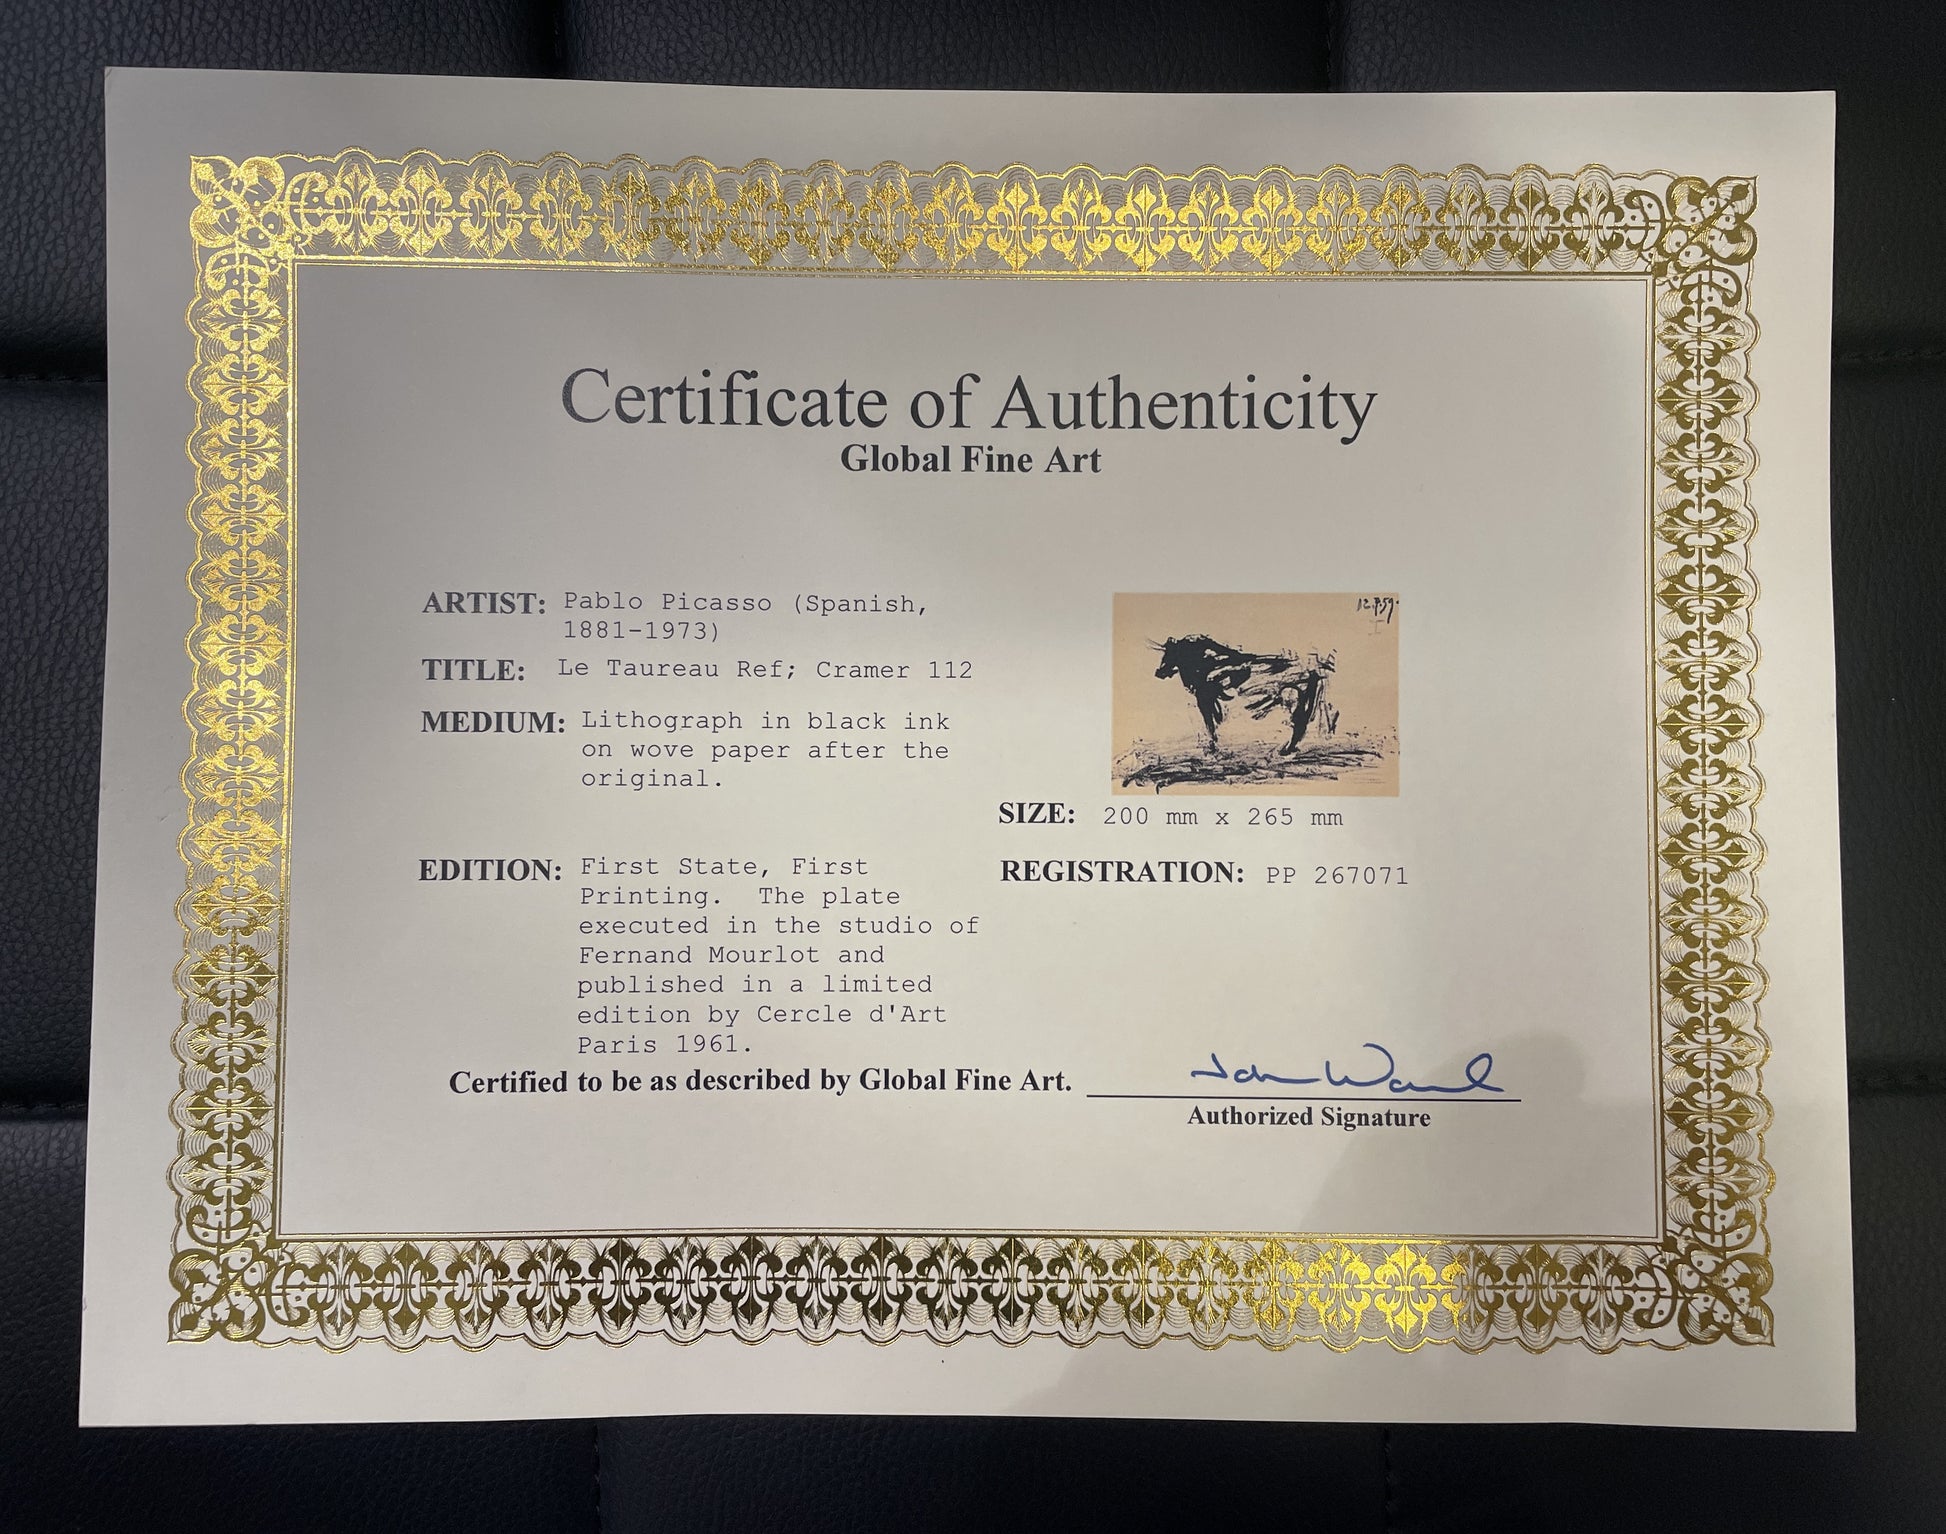 Certificate of Authenticity
Global Fine Art
ARTIST: Pablo Picasso (Spanish,
1881-1973)
TITLE: Le Taureau Ref; Cramer 112
MEDIUM: Lithograph in black ink
on wove paper after the
original.
12.7.59.
I
SIZE: 200 mm x 265 mm
EDITION: First State, First
Printing. The plate
executed in the studio of
Fernand Mourlot and
published in a limited
edition by Cercle d'Art
Paris 1961.
REGISTRATION: PP 267071
Certified to be as described by Global Fine Art.
Authorized Signature